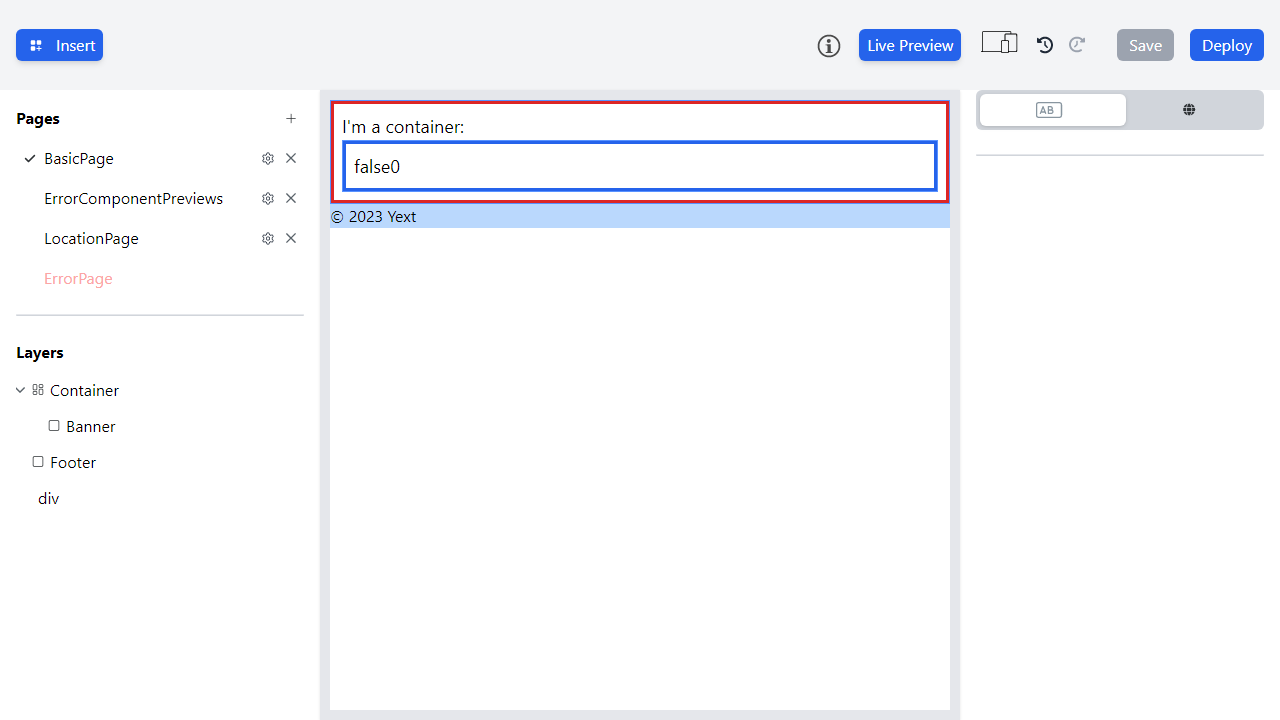 Insert
Live Preview
Save
Deploy
Pages
BasicPage
ErrorComponentPreviews
LocationPage
ErrorPage
Layers
Container
Banner
Footer
div
I'm a container:
false0
© 2023 Yext
AB